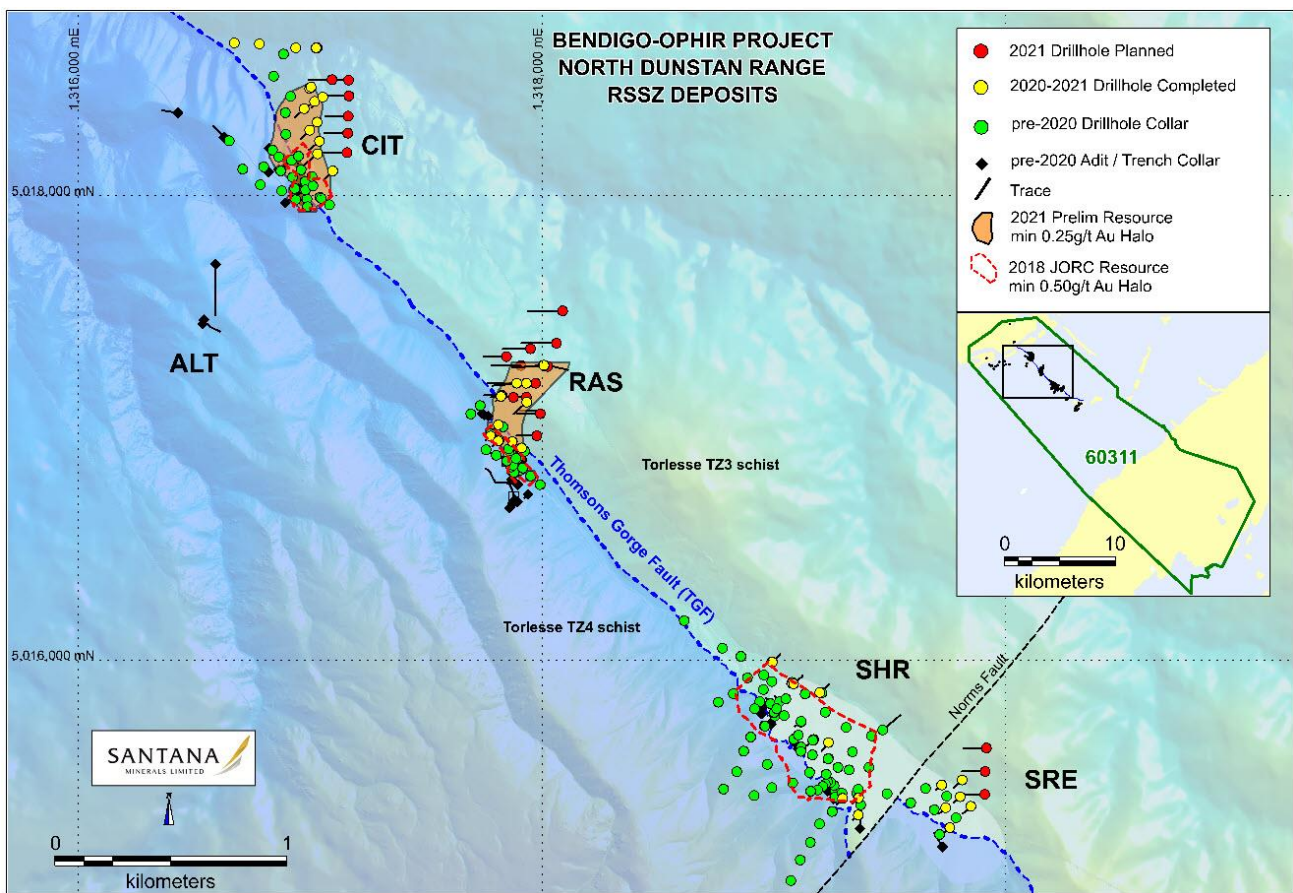 BENDIGO-OPHIR PROJECT
NORTH DUNSTAN RANGE
RSSZ DEPOSITS
1,316,000 mE
1,318,000 mE
5,018,000 mN
5,016,000 mN
CIT
ALT
RAS
Torlesse TZ3 schist
Thomsons Gorge Fault (TGF)
Torlesse TZ4 schist
SHR
Norms Fault
SRE
2021 Drillhole Planned
2020-2021 Drillhole Completed
pre-2020 Drillhole Collar
pre-2020 Adit / Trench Collar
Trace
2021 Prelim Resource
min 0.25g/t Au Halo
2018 JORC Resource
min 0.50g/t Au Halo
60311
0 10
kilometers
SANTANA
MINERALS LIMITED
0 1
kilometers